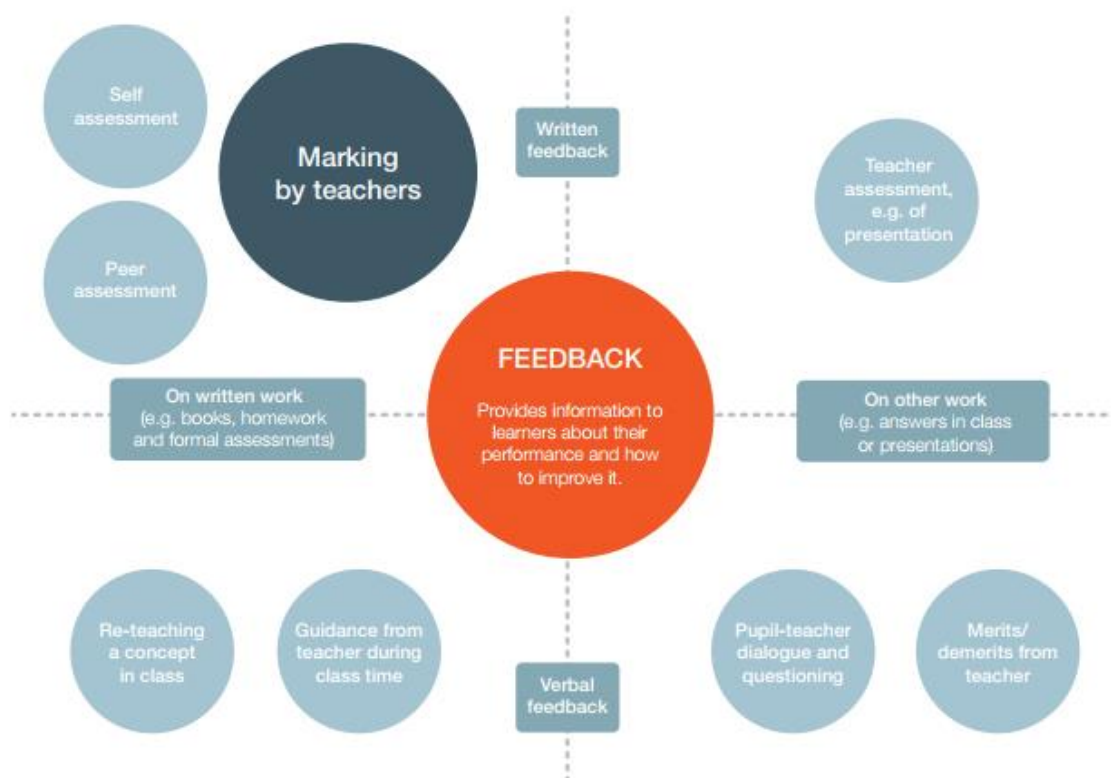 Self
assessment
Marking
by teachers
Written
feedback
Teacher
assessment,
e.g. of
presentation
Peer
assessment
FEEDBACK
Provides information to
learners about their
performance and how
to improve it.
On written work
(e.g. books, homework
and formal assessments)
On other work
(e.g. answers in class
or presentations)
Re-teaching
a concept
in class
Guidance from
teacher during
class time
Verbal
feedback
Pupil-teacher
dialogue and
questioning
Merits/
demerits from
teacher